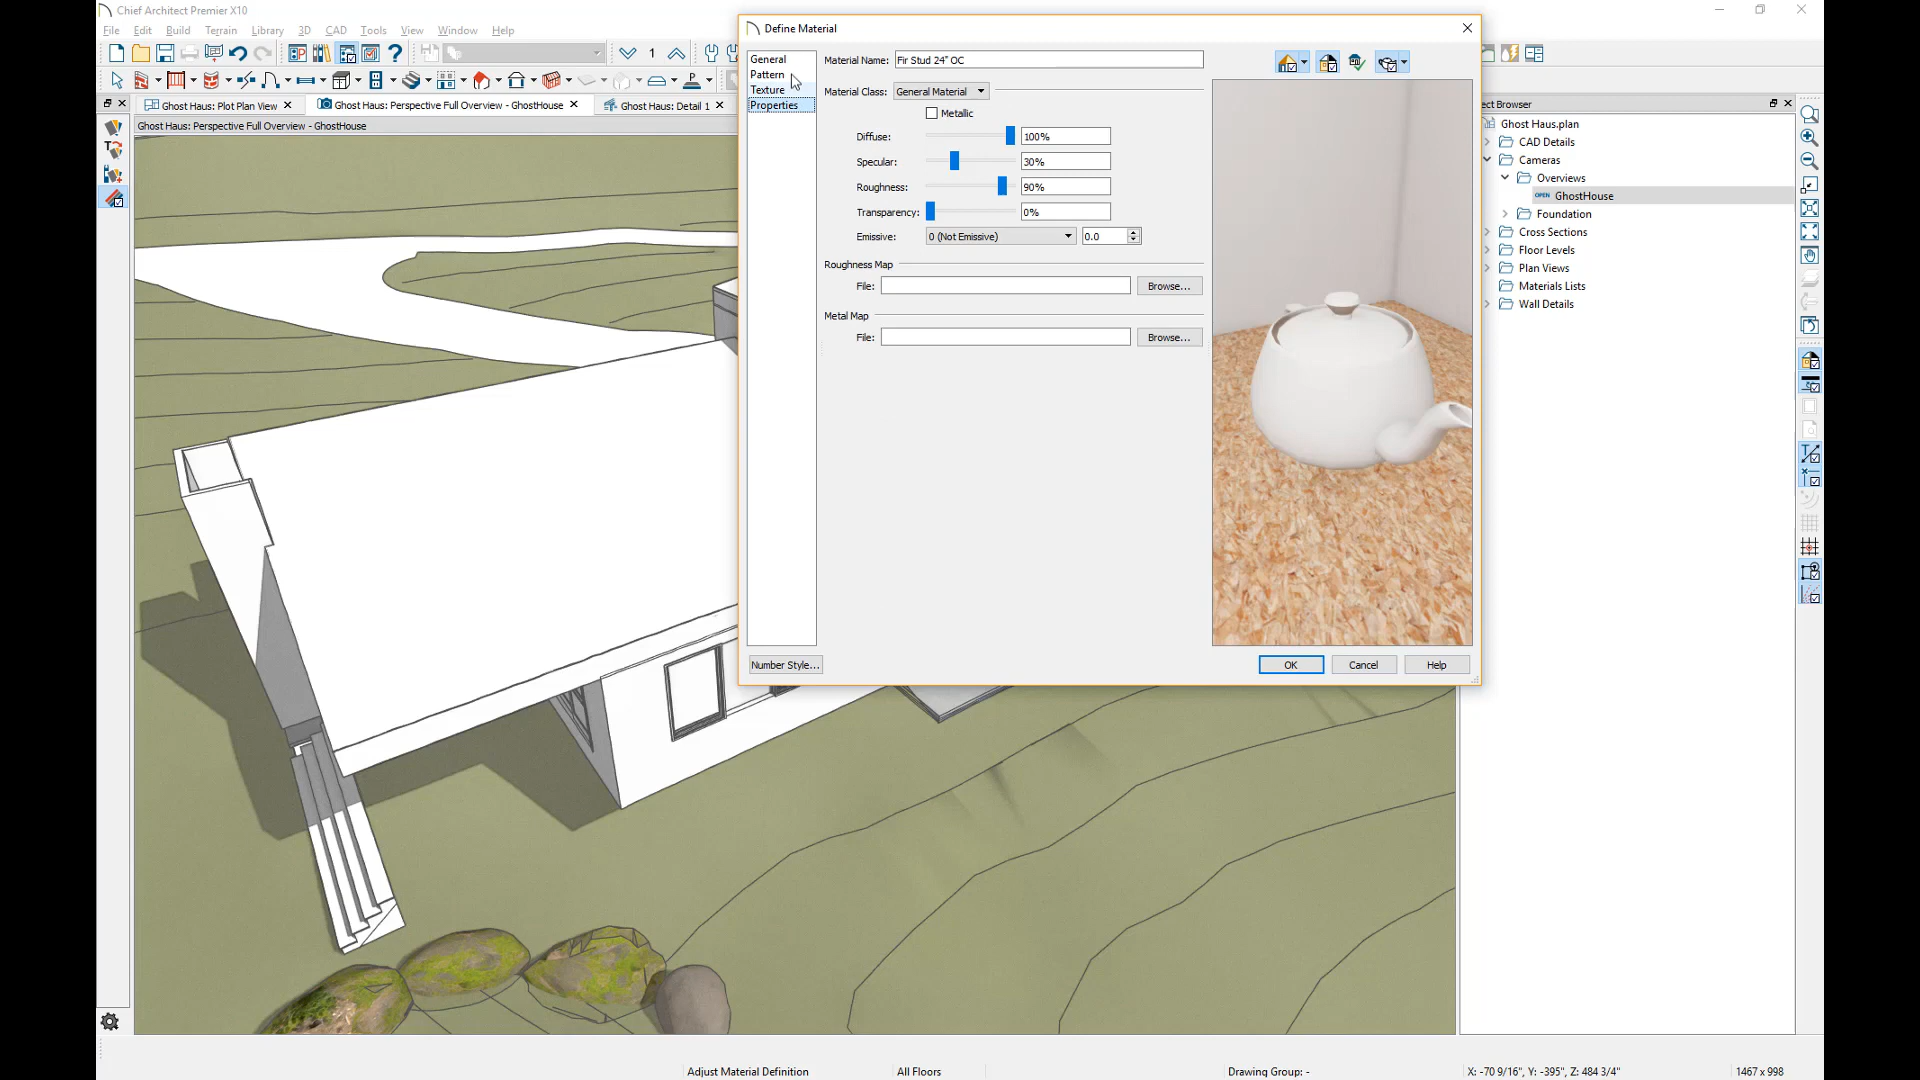 Chief Architect Premier X10
File Edit Build Terrain Library 3D CAD Tools View Window Help
1
Ghost Haus: Plot Plan View
Ghost Haus: Perspective Full Overview - GhostHouse
Ghost Haus: Detail 1
Ghost Haus: Perspective Full Overview - GhostHouse
Define Material
General
Pattern
Texture
Properties
Material Name: Fir Stud 24" OC
Material Class: General Material
Metallic
Diffuse: 100%
Specular: 30%
Roughness: 90%
Transparency: 0%
Emissive: 0 (Not Emissive) 0.0
Roughness Map
File: Browse...
Metal Map
File: Browse...
Number Style...
OK
Cancel
Help
ect Browser
Ghost Haus.plan
CAD Details
Cameras
Overviews
OPEN GhostHouse
Foundation
Cross Sections
Floor Levels
Plan Views
Materials Lists
Wall Details
Adjust Material Definition
All Floors
Drawing Group: -
X: -70 9/16", Y: -395", Z: 484 3/4"
1467 x 998